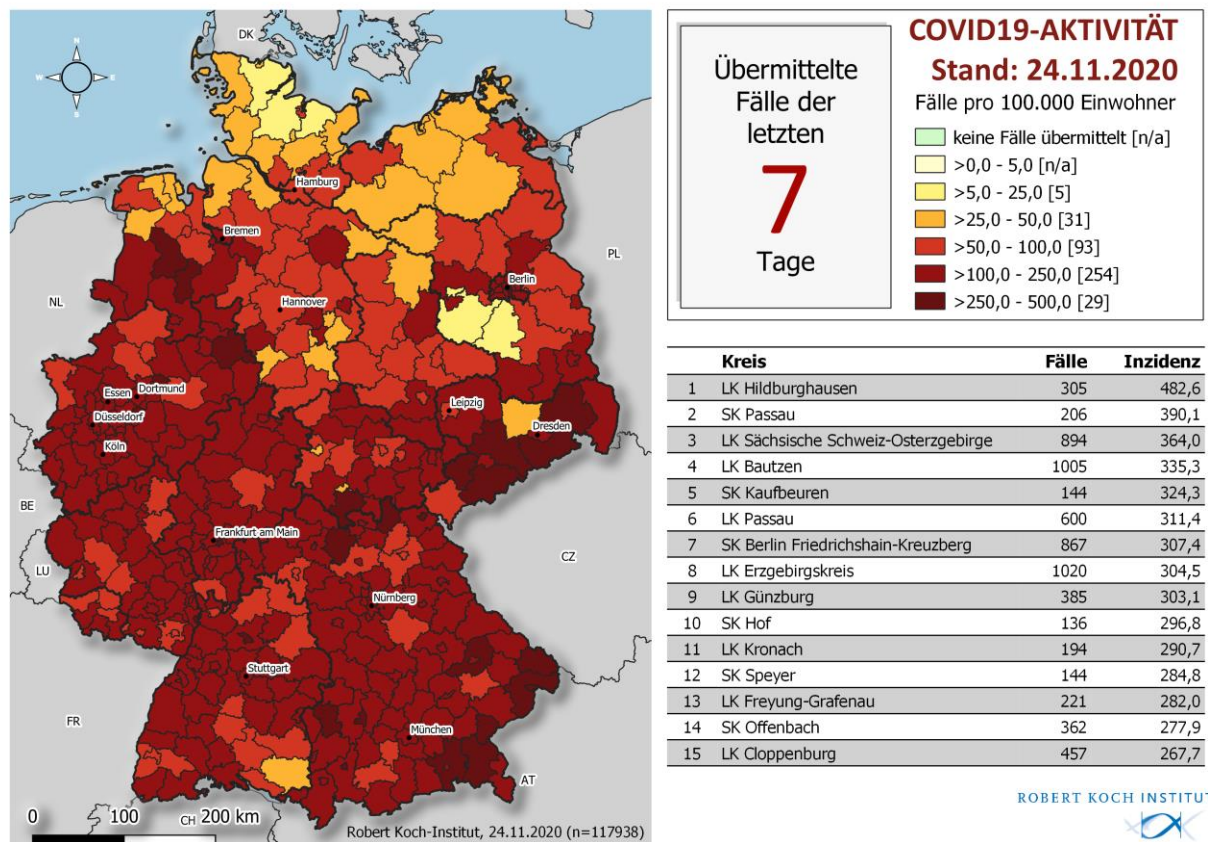 DK
N
W
E
S
Hamburg
Bremen
PL
Berlin
NL
Hannover
Essen
Dortmund
Düsseldorf
Leipzig
Köln
Dresden
BE
Frankfurt am Main
LU
CZ
Nürnberg
Stuttgart
FR
München
AT
CH
0 100 200 km
Robert Koch-Institut, 24.11.2020 (n=117938)
Übermittelte
Fälle der
letzten
7
Tage
COVID19-AKTIVITÄT
Stand: 24.11.2020
Fälle pro 100.000 Einwohner
keine Fälle übermittelt [n/a]
>0,0 - 5,0 [n/a]
>5,0 - 25,0 [5]
>25,0 - 50,0 [31]
>50,0 - 100,0 [93]
>100,0 - 250,0 [254]
>250,0 - 500,0 [29]
Kreis Fälle Inzidenz
1 LK Hildburghausen 305 482,6
2 SK Passau 206 390,1
3 LK Sächsische Schweiz-Osterzgebirge 894 364,0
4 LK Bautzen 1005 335,3
5 SK Kaufbeuren 144 324,3
6 LK Passau 600 311,4
7 SK Berlin Friedrichshain-Kreuzberg 867 307,4
8 LK Erzgebirgskreis 1020 304,5
9 LK Günzburg 385 303,1
10 SK Hof 136 296,8
11 LK Kronach 194 290,7
12 SK Speyer 144 284,8
13 LK Freyung-Grafenau 221 282,0
14 SK Offenbach 362 277,9
15 LK Cloppenburg 457 267,7
ROBERT KOCH INSTITUT